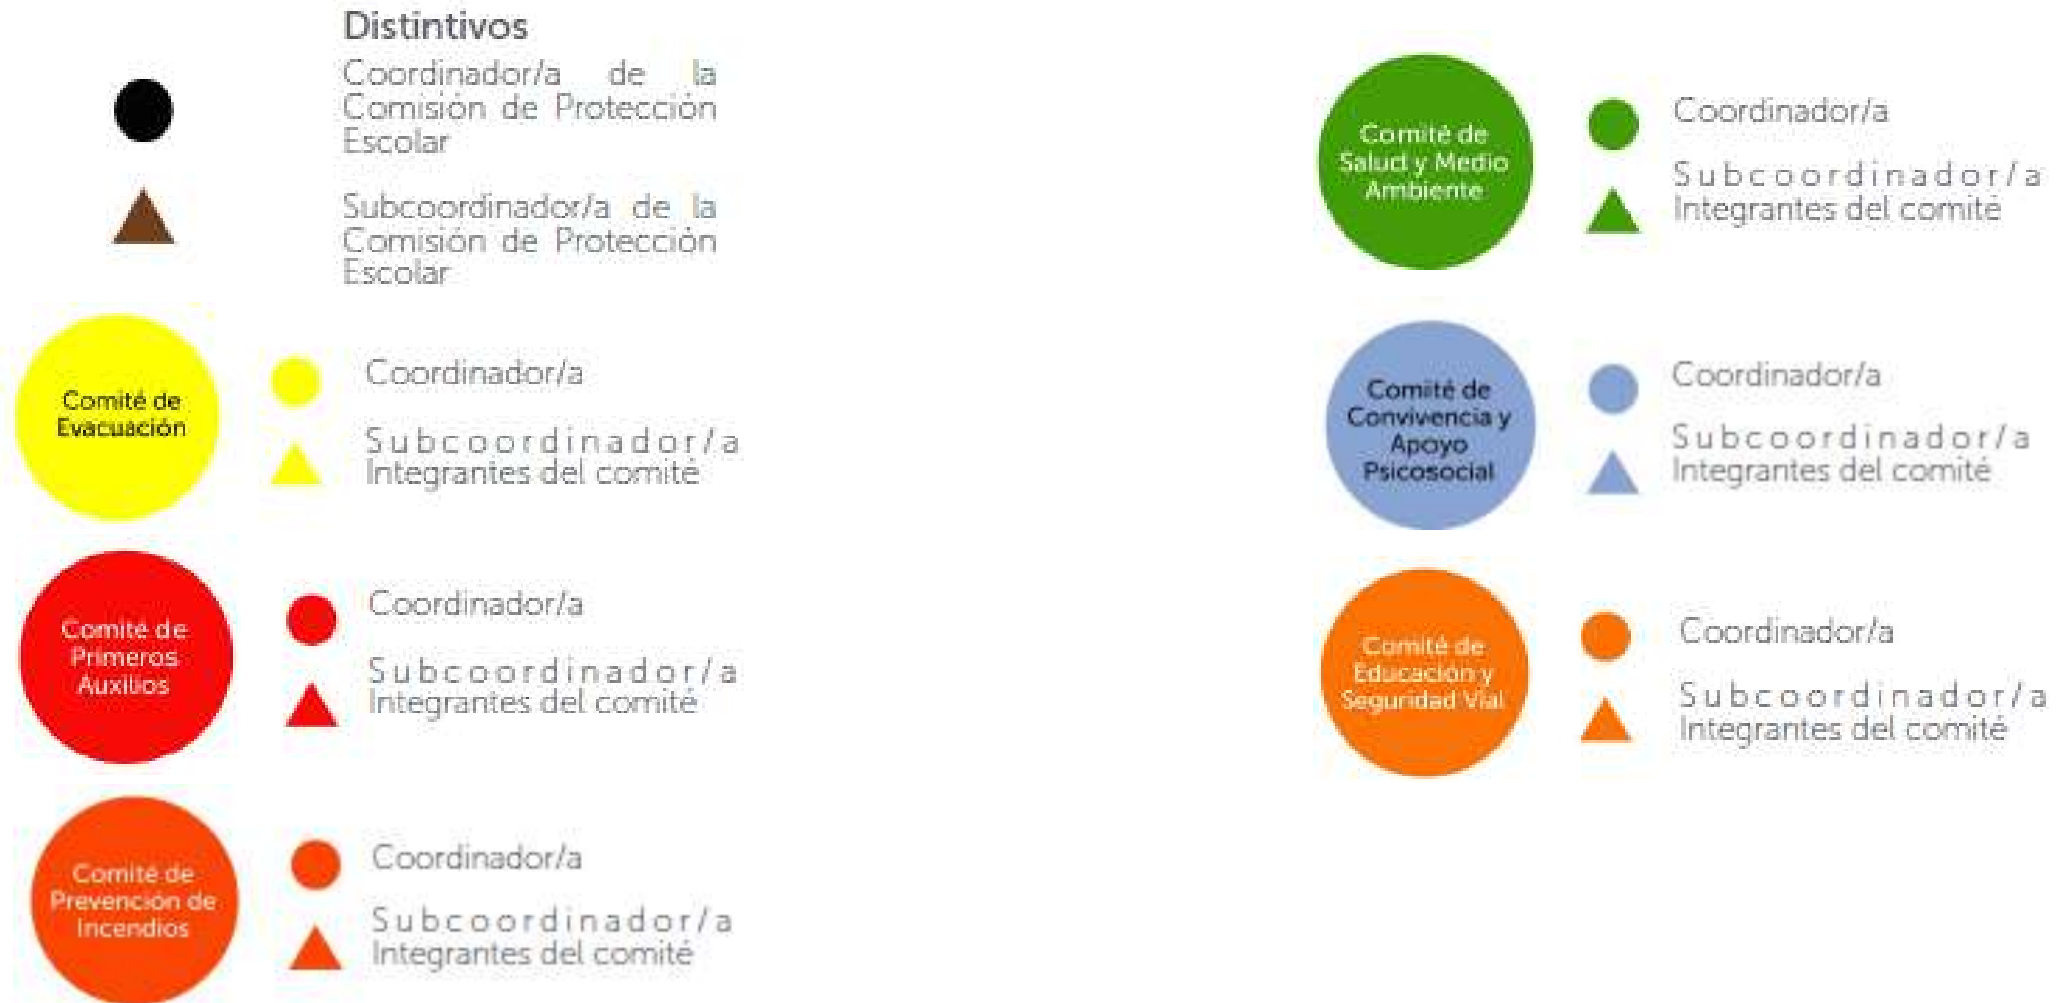 Distintivos
Coordinador/a de la
Comisión de Protección
Escolar
Subcoordinador/a de la
Comisión de Protección
Escolar
Comité de
Evacuación
Coordinador/a
Subcoordinador/a
Integrantes del comité
Comité de
Primeros
Auxilios
Coordinador/a
Subcoordinador/a
Integrantes del comité
Comité de
Prevención de
Incendios
Coordinador/a
Subcoordinador/a
Integrantes del comité
Comité de
Salud y Medio
Ambiente
Coordinador/a
Subcoordinador/a
Integrantes del comité
Comité de
Convivencia y
Apoyo
Psicosocial
Coordinador/a
Subcoordinador/a
Integrantes del comité
Comité de
Educación y
Seguridad Vial
Coordinador/a
Subcoordinador/a
Integrantes del comité